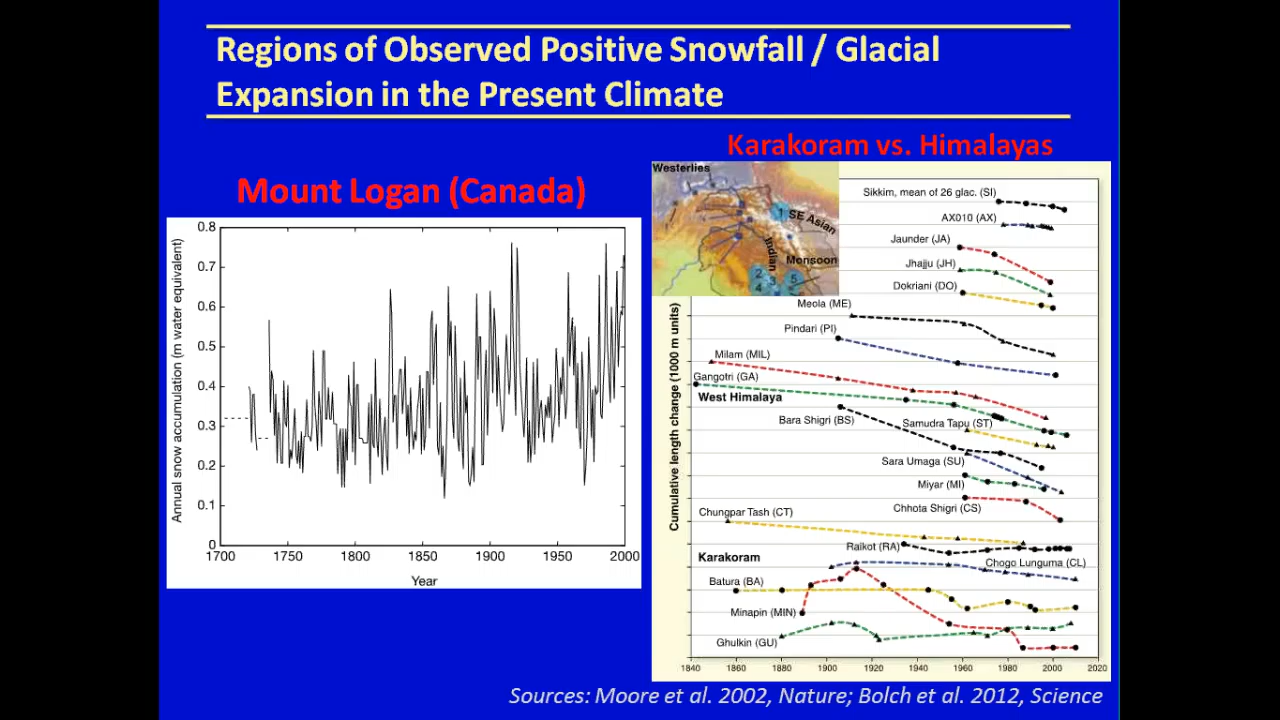 Regions of Observed Positive Snowfall / Glacial
Expansion in the Present Climate
Karakoram vs. Himalayas
Mount Logan (Canada)
0.8
0.7
0.6
0.5
0.4
0.3
0.2
0.1
0
Annual snow accumulation (m water equivalent)
1700
1750
1800
1850
1900
1950
2000
Year
Westerlies
1
SE Asian
Indian
Monsoon
2
3
4
5
Cumulative length change (1000 m units)
Sikkim, mean of 26 glac. (SI)
AX010 (AX)
Jaunder (JA)
Jhajju (JH)
Dokriani (DO)
Meola (ME)
Pindari (PI)
Milam (MIL)
Gangotri (GA)
West Himalaya
Bara Shigri (BS)
Samudra Tapu (ST)
Sara Umaga (SU)
Miyar (MI)
Chhota Shigri (CS)
Chungpar Tash (CT)
Raikot (RA)
Karakoram
Chogo Lunguma (CL)
Batura (BA)
Minapin (MIN)
Ghulkin (GU)
1840
1860
1880
1900
1920
1940
1960
1980
2000
2020
Sources: Moore et al. 2002, Nature; Bolch et al. 2012, Science